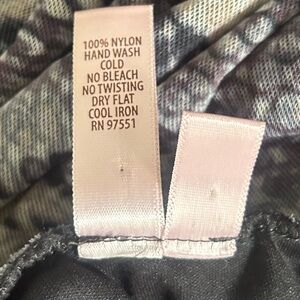 100% NYLON
HAND WASH
COLD
NO BLEACH
NO TWISTING
DRY FLAT
COOL IRON
RN 97551